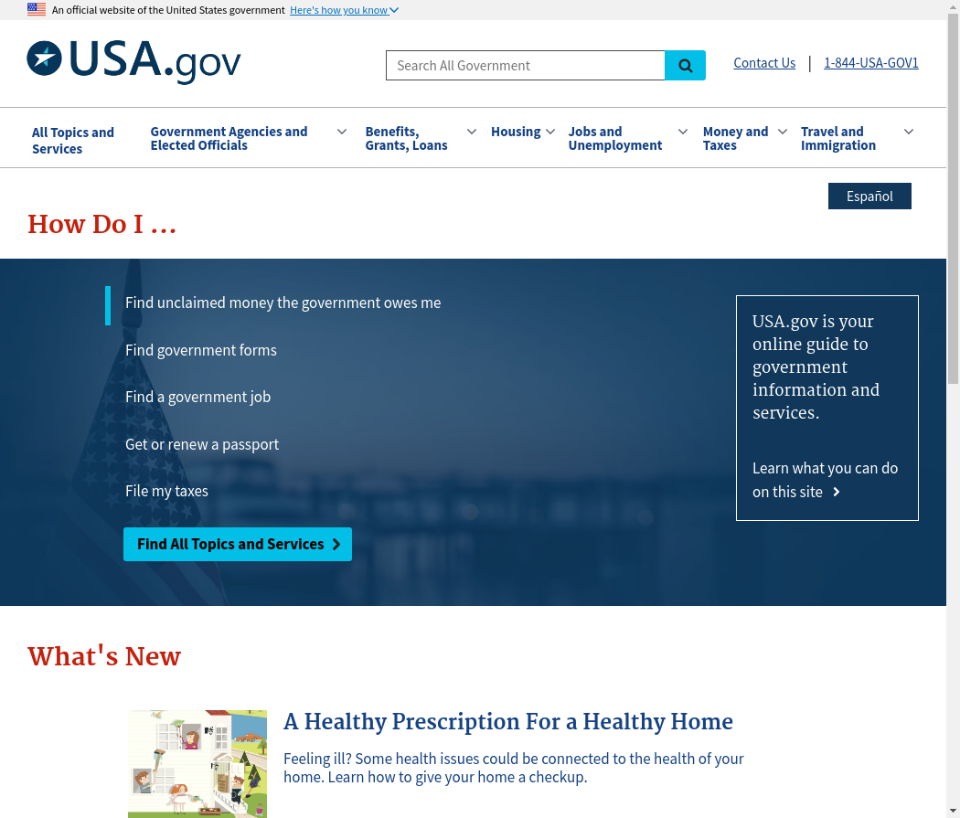 An official website of the United States government Here's how you know
USA.gov
Search All Government
Contact Us
1-844-USA-GOV1
All Topics and
Services
Government Agencies and
Elected Officials
Benefits,
Grants, Loans
Housing
Jobs and
Unemployment
Money and
Taxes
Travel and
Immigration
Español
How Do I ...
Find unclaimed money the government owes me
Find government forms
Find a government job
Get or renew a passport
File my taxes
Find All Topics and Services
USA.gov is your
online guide to
government
information and
services.
Learn what you can do
on this site
What's New
A Healthy Prescription For a Healthy Home
Feeling ill? Some health issues could be connected to the health of your
home. Learn how to give your home a checkup.